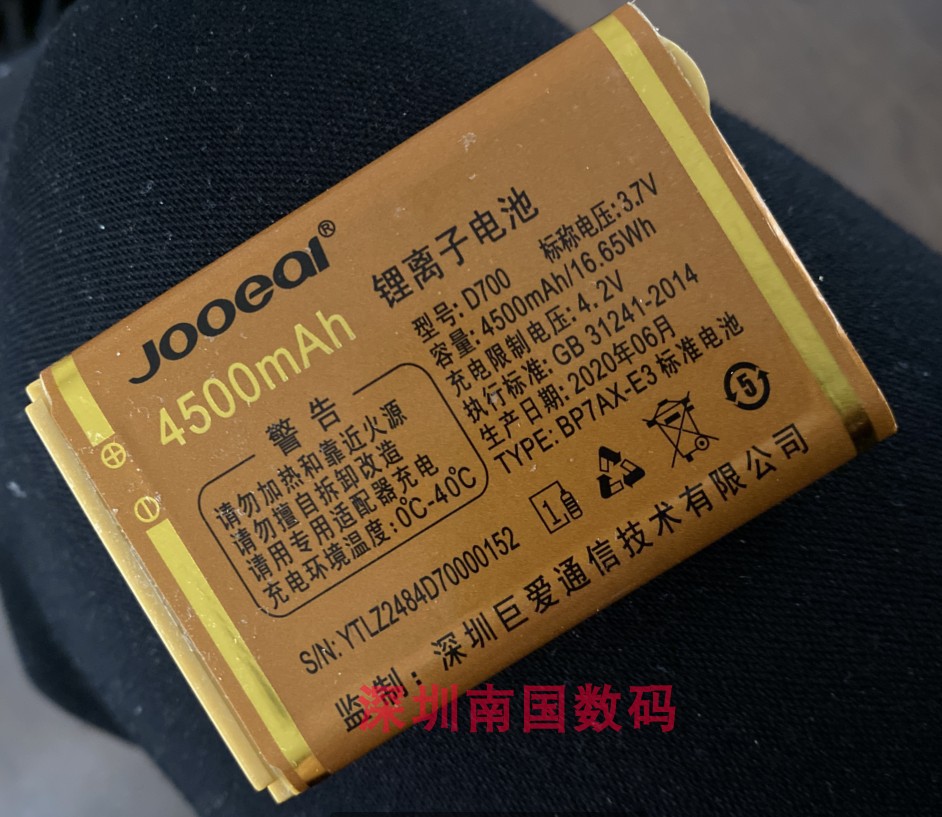 Jooeal®
4500mAh
锂离子电池
型号: D700 标称电压: 3.7V
容量: 4500mAh/16.65Wh
充电限制电压: 4.2V
执行标准: GB 31241-2014
生产日期: 2020年06月
TYPE: BP7AX-E3 标准电池
警告
请勿加热和靠近火源
请勿擅自拆卸改造
请用专用适配器充电
充电环境温度: 0℃-40℃
1
5
S/N: YTLZ2484D70000152
监制: 深圳巨爱通信技术有限公司
深圳南国数码